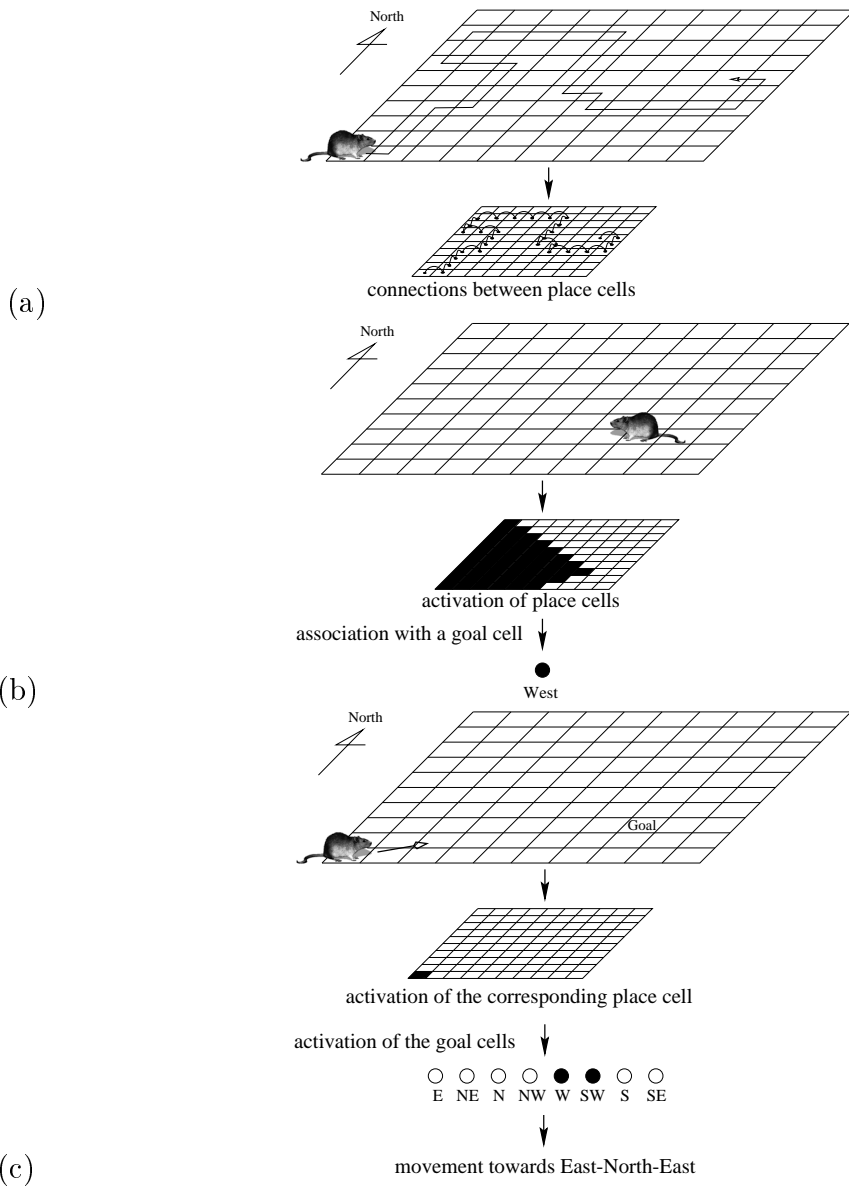 North
connections between place cells
(a)
North
activation of place cells
association with a goal cell
West
(b)
North
Goal
activation of the corresponding place cell
activation of the goal cells
E NE N NW W SW S SE
movement towards East-North-East
(c)